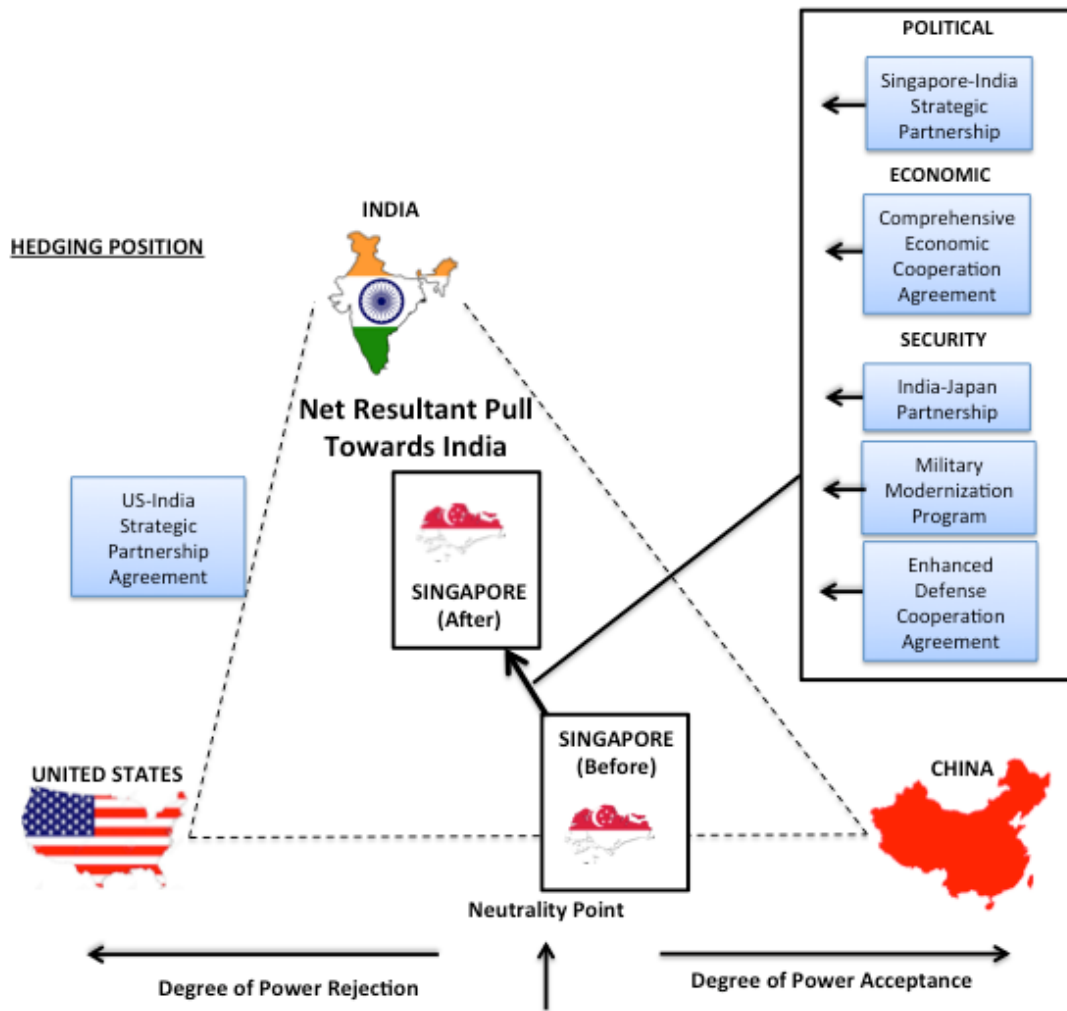 HEDGING POSITION
INDIA
Net Resultant Pull
Towards India
US-India
Strategic
Partnership
Agreement
SINGAPORE
(After)
SINGAPORE
(Before)
UNITED STATES
CHINA
Neutrality Point
Degree of Power Rejection
Degree of Power Acceptance
POLITICAL
Singapore-India
Strategic
Partnership
ECONOMIC
Comprehensive
Economic
Cooperation
Agreement
SECURITY
India-Japan
Partnership
Military
Modernization
Program
Enhanced
Defense
Cooperation
Agreement